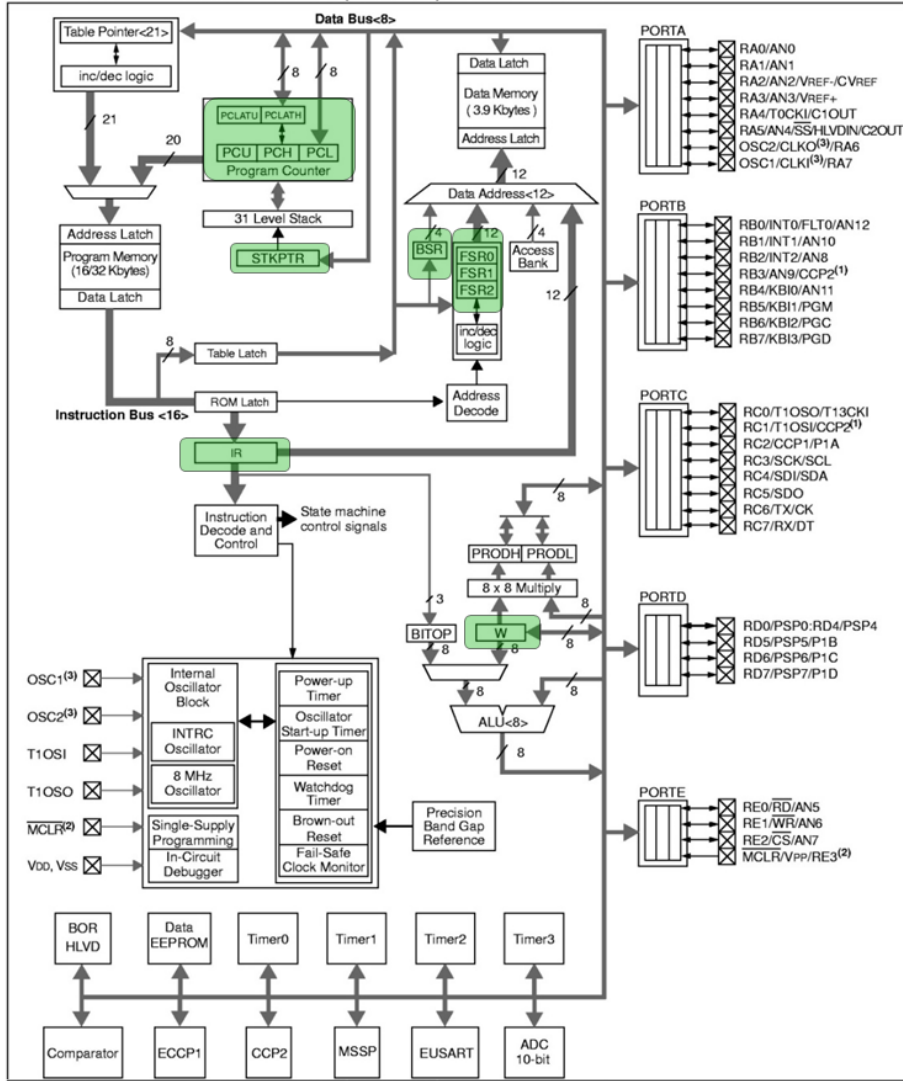 Data Bus<8>
Table Pointer<21>
inc/dec logic
21
20
8
8
PCLATU PCLATH
PCU PCH PCL
Program Counter
31 Level Stack
STKPTR
Address Latch
Program Memory
(16/32 Kbytes)
Data Latch
8
Table Latch
Instruction Bus <16>
ROM Latch
IR
Data Latch
Data Memory
( 3.9 Kbytes)
Address Latch
12
Data Address<12>
4
12
4
BSR
FSR0
FSR1
FSR2
Access
Bank
12
inc/dec
logic
Address
Decode
Instruction
Decode and
Control
State machine
control signals
8
PRODH PRODL
8 x 8 Multiply
3
8
BITOP
W
8
8
8
8
8
ALU<8>
8
OSC1(3)
OSC2(3)
T1OSI
T1OSO
MCLR(2)
VDD, VSS
Internal
Oscillator
Block
INTRC
Oscillator
8 MHz
Oscillator
Single-Supply
Programming
In-Circuit
Debugger
Power-up
Timer
Oscillator
Start-up Timer
Power-on
Reset
Watchdog
Timer
Brown-out
Reset
Fail-Safe
Clock Monitor
Precision
Band Gap
Reference
BOR
HLVD
Data
EEPROM
Timer0
Timer1
Timer2
Timer3
Comparator
ECCP1
CCP2
MSSP
EUSART
ADC
10-bit
PORTA
RA0/AN0
RA1/AN1
RA2/AN2/VREF-/CVREF
RA3/AN3/VREF+
RA4/T0CKI/C1OUT
RA5/AN4/SS/HLVDIN/C2OUT
OSC2/CLKO(3)/RA6
OSC1/CLKI(3)/RA7
PORTB
RB0/INT0/FLT0/AN12
RB1/INT1/AN10
RB2/INT2/AN8
RB3/AN9/CCP2(1)
RB4/KBI0/AN11
RB5/KBI1/PGM
RB6/KBI2/PGC
RB7/KBI3/PGD
PORTC
RC0/T1OSO/T13CKI
RC1/T1OSI/CCP2(1)
RC2/CCP1/P1A
RC3/SCK/SCL
RC4/SDI/SDA
RC5/SDO
RC6/TX/CK
RC7/RX/DT
PORTD
RD0/PSP0:RD4/PSP4
RD5/PSP5/P1B
RD6/PSP6/P1C
RD7/PSP7/P1D
PORTE
RE0/RD/AN5
RE1/WR/AN6
RE2/CS/AN7
MCLR/VPP/RE3(2)